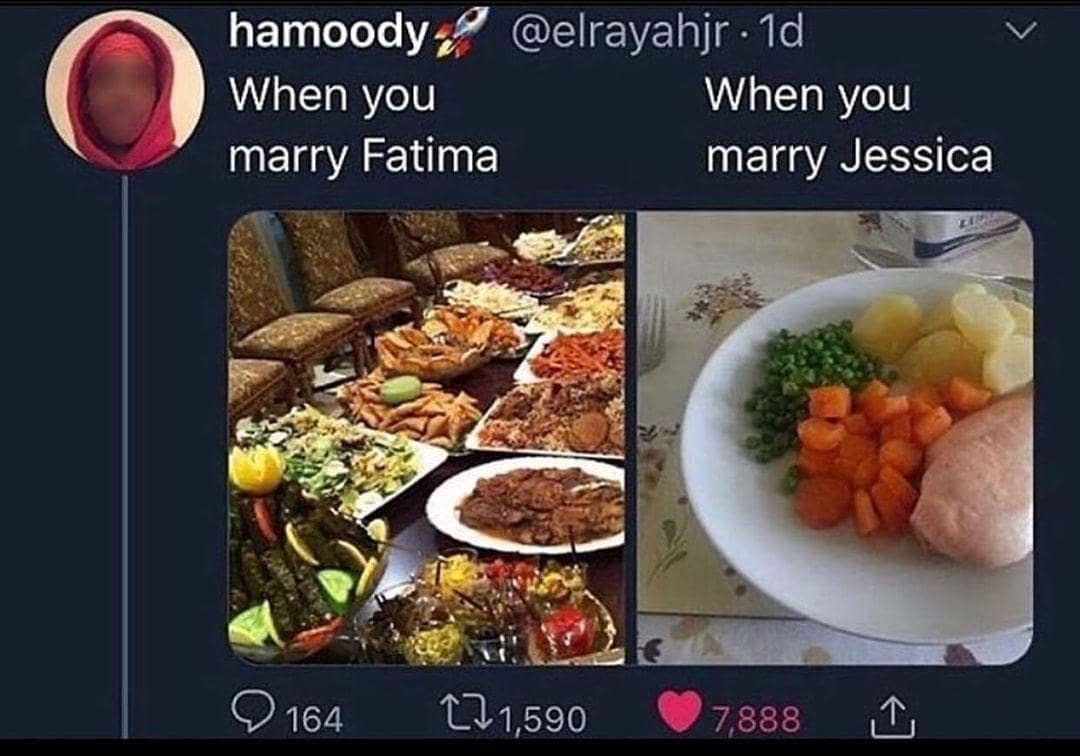 hamoody🚀 @elrayahjr · 1d
When you
marry Fatima
When you
marry Jessica
164 1,590 7,888